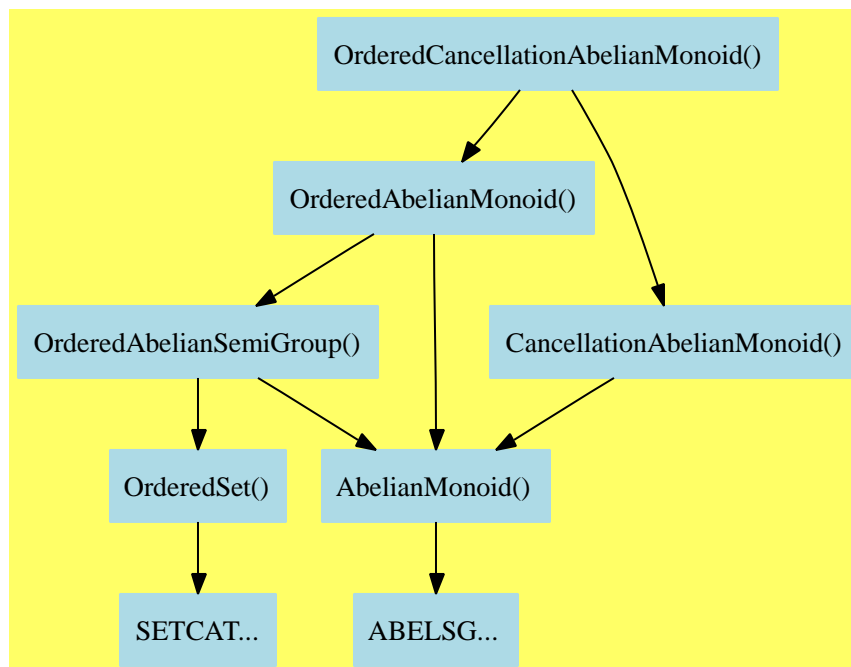 OrderedCancellationAbelianMonoid()
OrderedAbelianMonoid()
OrderedAbelianSemiGroup()
CancellationAbelianMonoid()
OrderedSet()
AbelianMonoid()
SETCAT...
ABELSG...